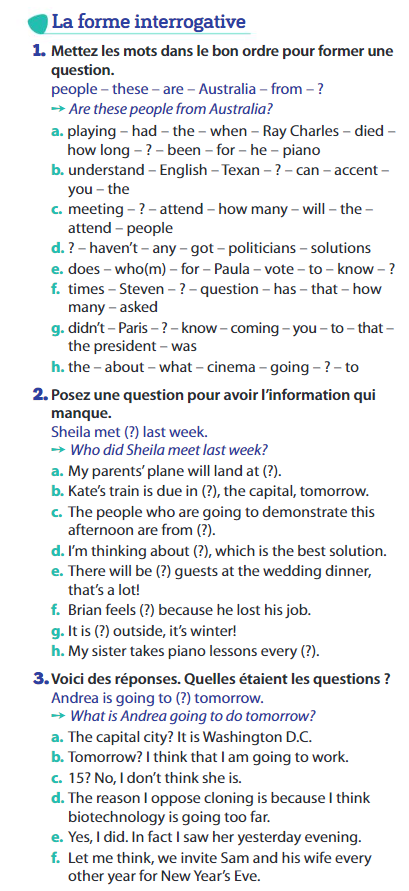 La forme interrogative
1. Mettez les mots dans le bon ordre pour former une
question.
people – these – are – Australia – from – ?
➙ Are these people from Australia?
a. playing – had – the – when – Ray Charles – died –
how long – ? – been – for – he – piano
b. understand – English – Texan – ? – can – accent –
you – the
c. meeting – ? – attend – how many – will – the –
attend – people
d. ? – haven’t – any – got – politicians – solutions
e. does – who(m) – for – Paula – vote – to – know – ?
f. times – Steven – ? – question – has – that – how
many – asked
g. didn’t – Paris – ? – know – coming – you – to – that –
the president – was
h. the – about – what – cinema – going – ? – to
2. Posez une question pour avoir l’information qui
manque.
Sheila met (?) last week.
➙ Who did Sheila meet last week?
a. My parents’ plane will land at (?).
b. Kate’s train is due in (?), the capital, tomorrow.
c. The people who are going to demonstrate this
afternoon are from (?).
d. I’m thinking about (?), which is the best solution.
e. There will be (?) guests at the wedding dinner,
that’s a lot!
f. Brian feels (?) because he lost his job.
g. It is (?) outside, it’s winter!
h. My sister takes piano lessons every (?).
3. Voici des réponses. Quelles étaient les questions ?
Andrea is going to (?) tomorrow.
➙ What is Andrea going to do tomorrow?
a. The capital city? It is Washington D.C.
b. Tomorrow? I think that I am going to work.
c. 15? No, I don’t think she is.
d. The reason I oppose cloning is because I think
biotechnology is going too far.
e. Yes, I did. In fact I saw her yesterday evening.
f. Let me think, we invite Sam and his wife every
other year for New Year’s Eve.